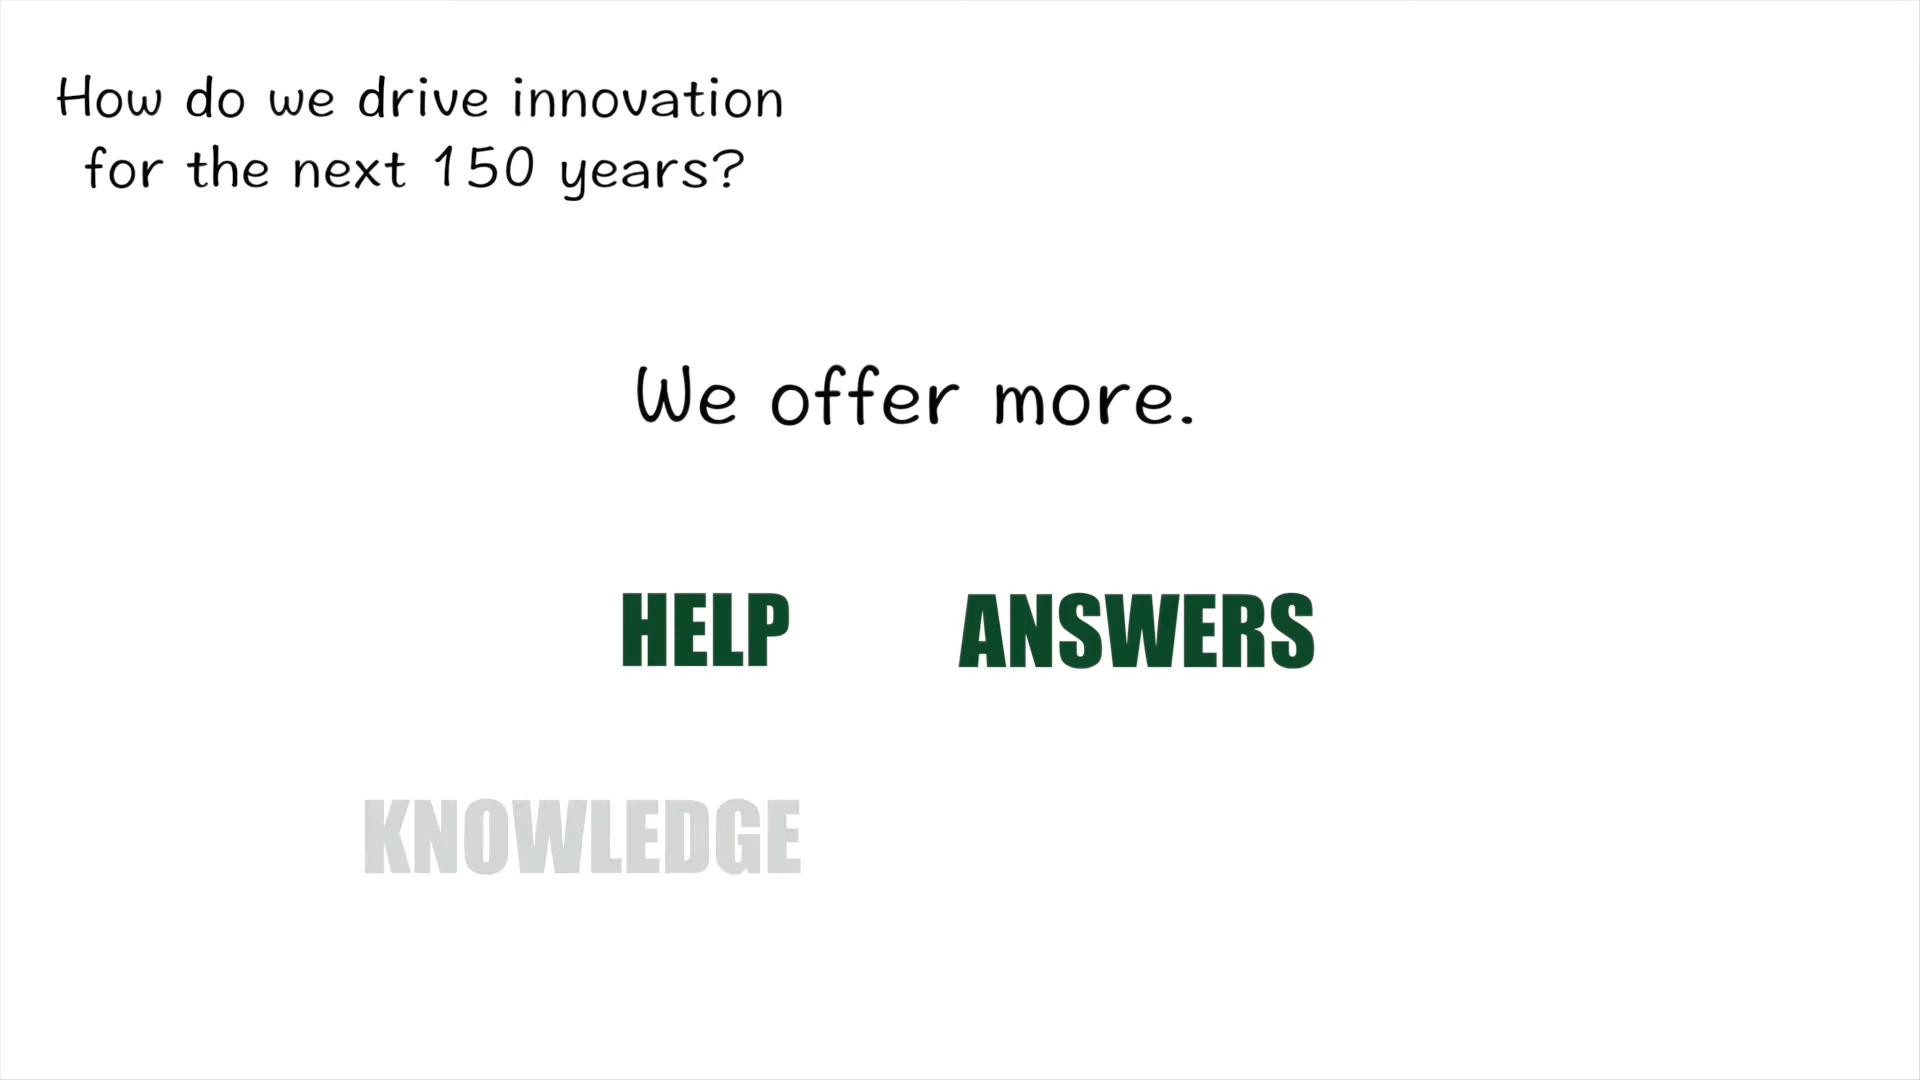 How do we drive innovation
for the next 150 years?
We offer more.
HELP ANSWERS
KNOWLEDGE